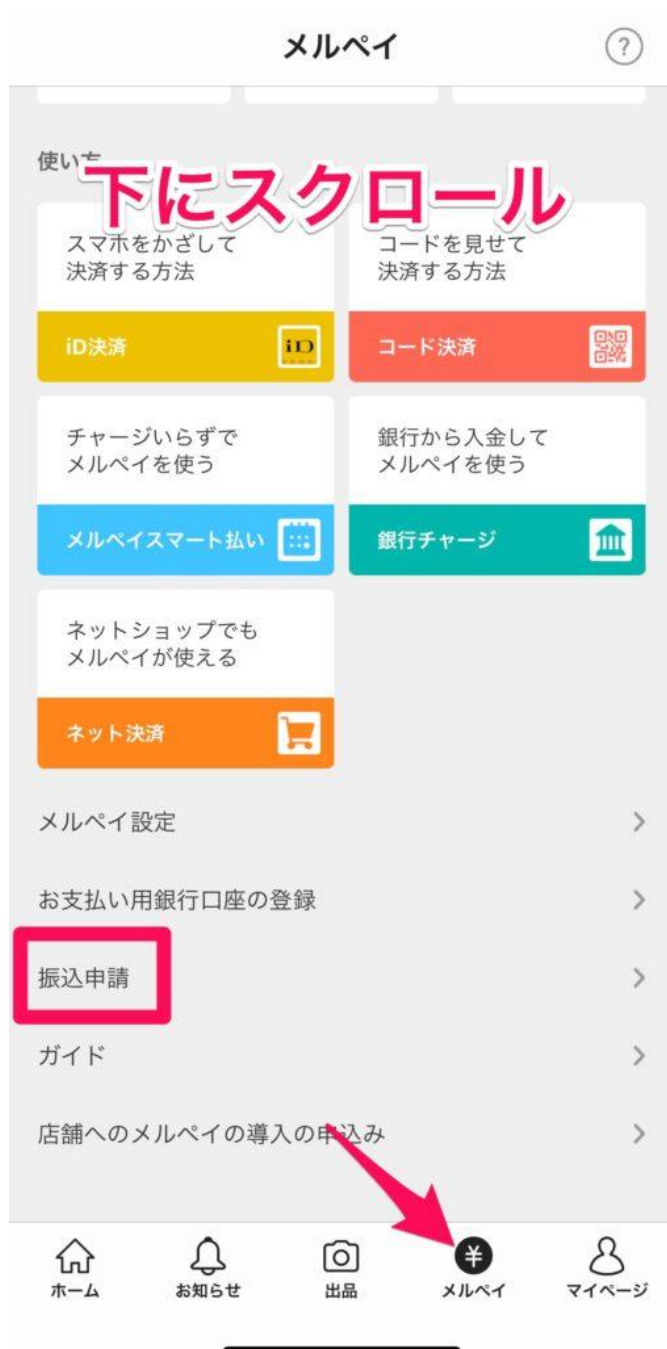 メルペイ
?
使い方
下にスクロール
スマホをかざして
決済する方法
コードを見せて
決済する方法
iD決済
iD
コード決済
チャージいらずで
メルペイを使う
銀行から入金して
メルペイを使う
メルペイスマート払い
銀行チャージ
ネットショップでも
メルペイが使える
ネット決済
メルペイ設定
お支払い用銀行口座の登録
振込申請
ガイド
店舗へのメルペイの導入の申込み
¥
ホーム
お知らせ
出品
メルペイ
マイページ